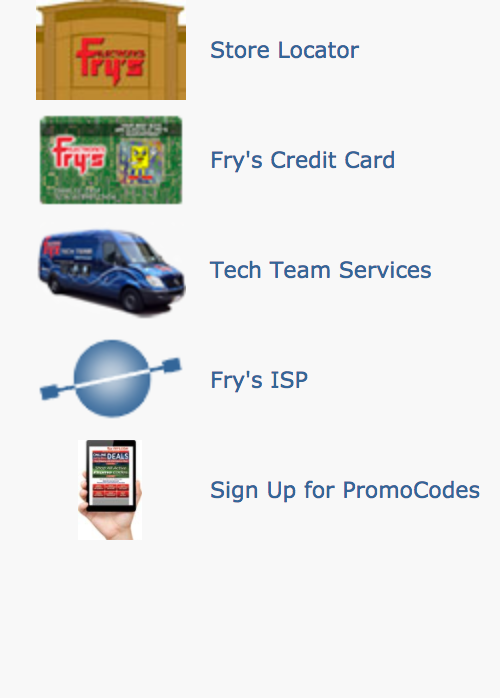 Fry's
ELECTRONICS
Store Locator
Fry's
ELECTRONICS
Fry's Credit Card
TECH TEAM
Tech Team Services
Fry's ISP
DEALS
Sign Up for PromoCodes